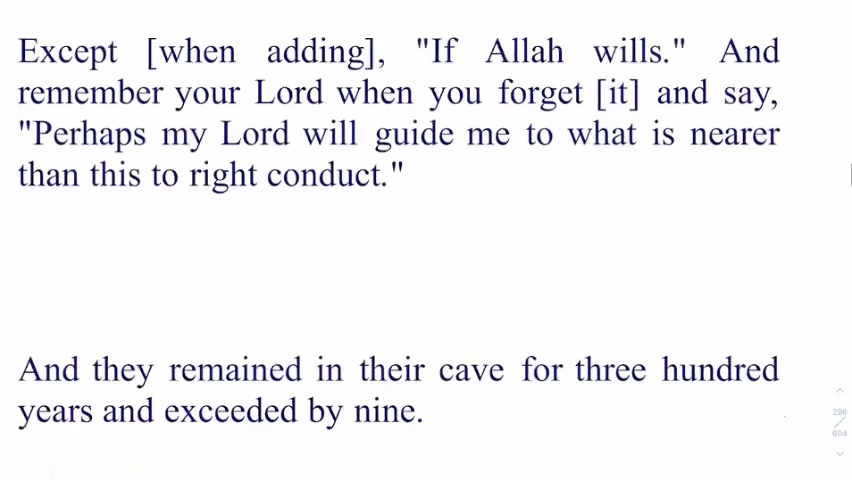 Except [when adding], "If Allah wills." And
remember your Lord when you forget [it] and say,
"Perhaps my Lord will guide me to what is nearer
than this to right conduct."
And they remained in their cave for three hundred
years and exceeded by nine.
296
/
604